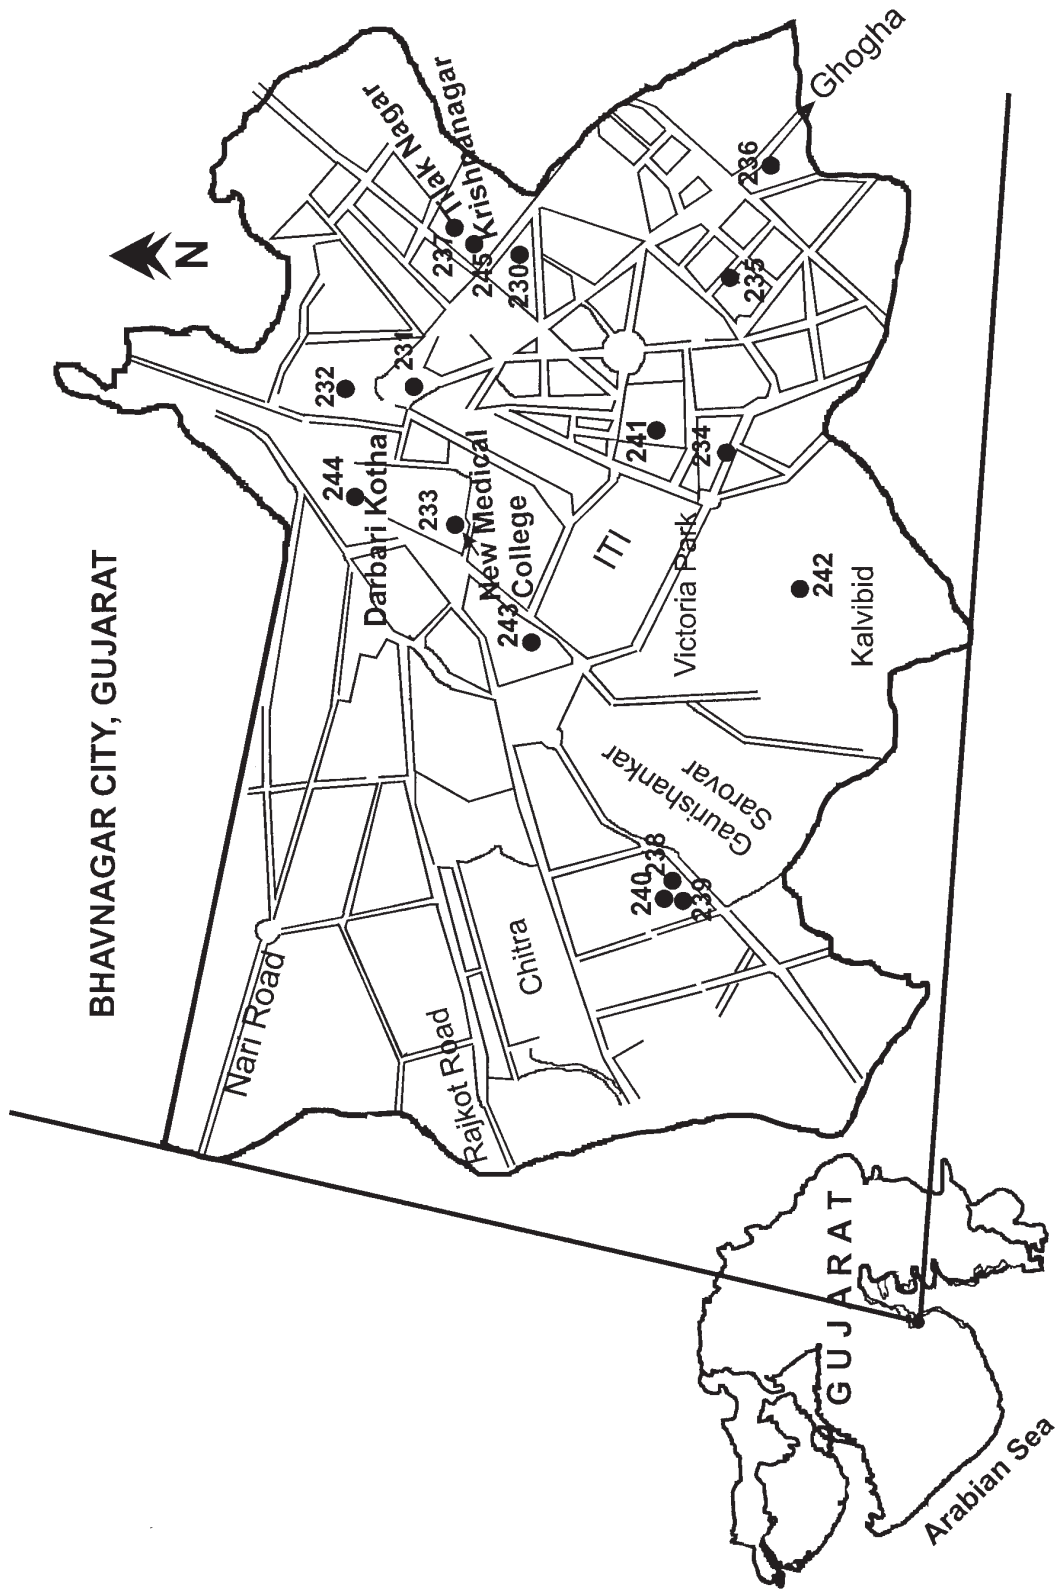 BHAVNAGAR CITY, GUJARAT
N
Nari Road
Rajkot Road
Chitra
Darbari Kotha
New Medical
College
ITI
Victoria Park
Kalvibid
Gaurishankar
Sarovar
Tilak Nagar
Krishnanagar
Ghogha
244
232
231
233
237
245
230
236
235
241
234
243
242
240
238
239
GUJARAT
Arabian Sea